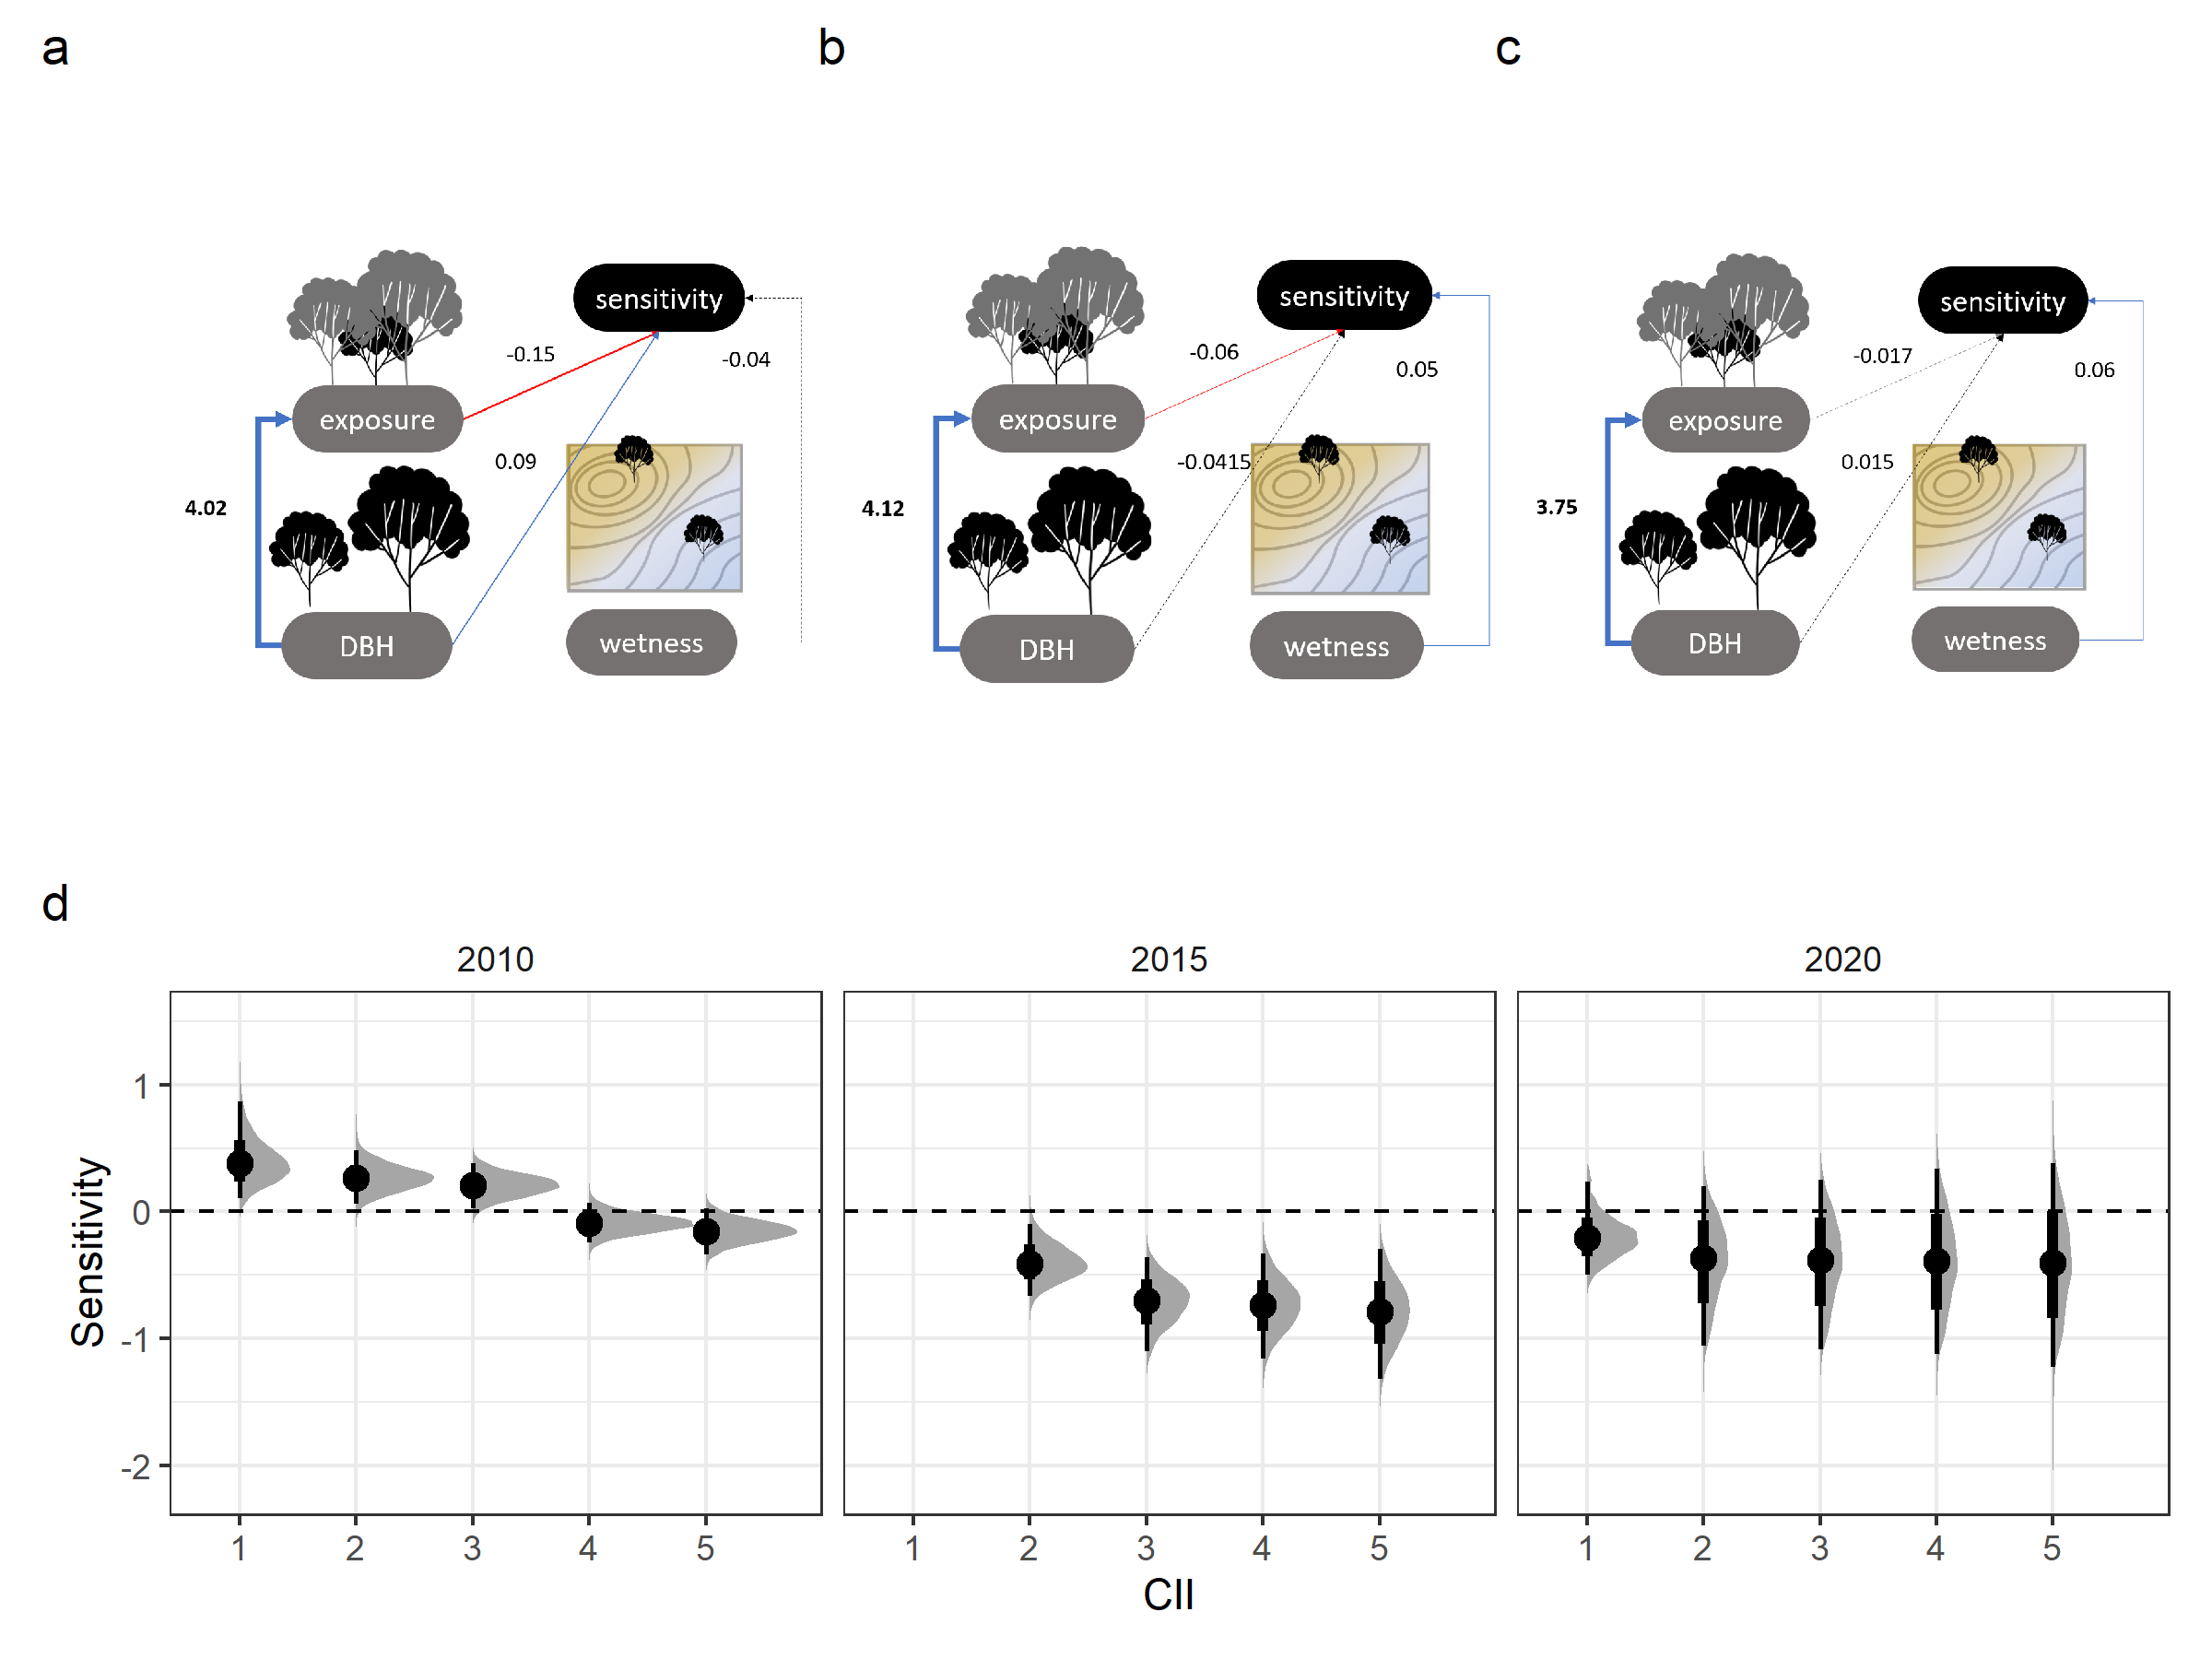 a
b
c
sensitivity
-0.15
-0.04
exposure
0.09
4.02
DBH
wetness
sensitivity
-0.06
0.05
exposure
-0.0415
4.12
DBH
wetness
sensitivity
-0.017
0.06
exposure
0.015
3.75
DBH
wetness
d
2010
2015
2020
Sensitivity
1
0
-1
-2
1 2 3 4 5
1 2 3 4 5
1 2 3 4 5
CII